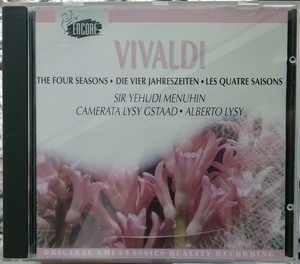 ENCORE
VIVALDI
THE FOUR SEASONS • DIE VIER JAHRESZEITEN • LES QUATRE SAISONS
SIR YEHUDI MENUHIN
CAMERATA LYSY GSTAAD • ALBERTO LYSY
ORIGINAL EMI CLASSICS QUALITY RECORDING